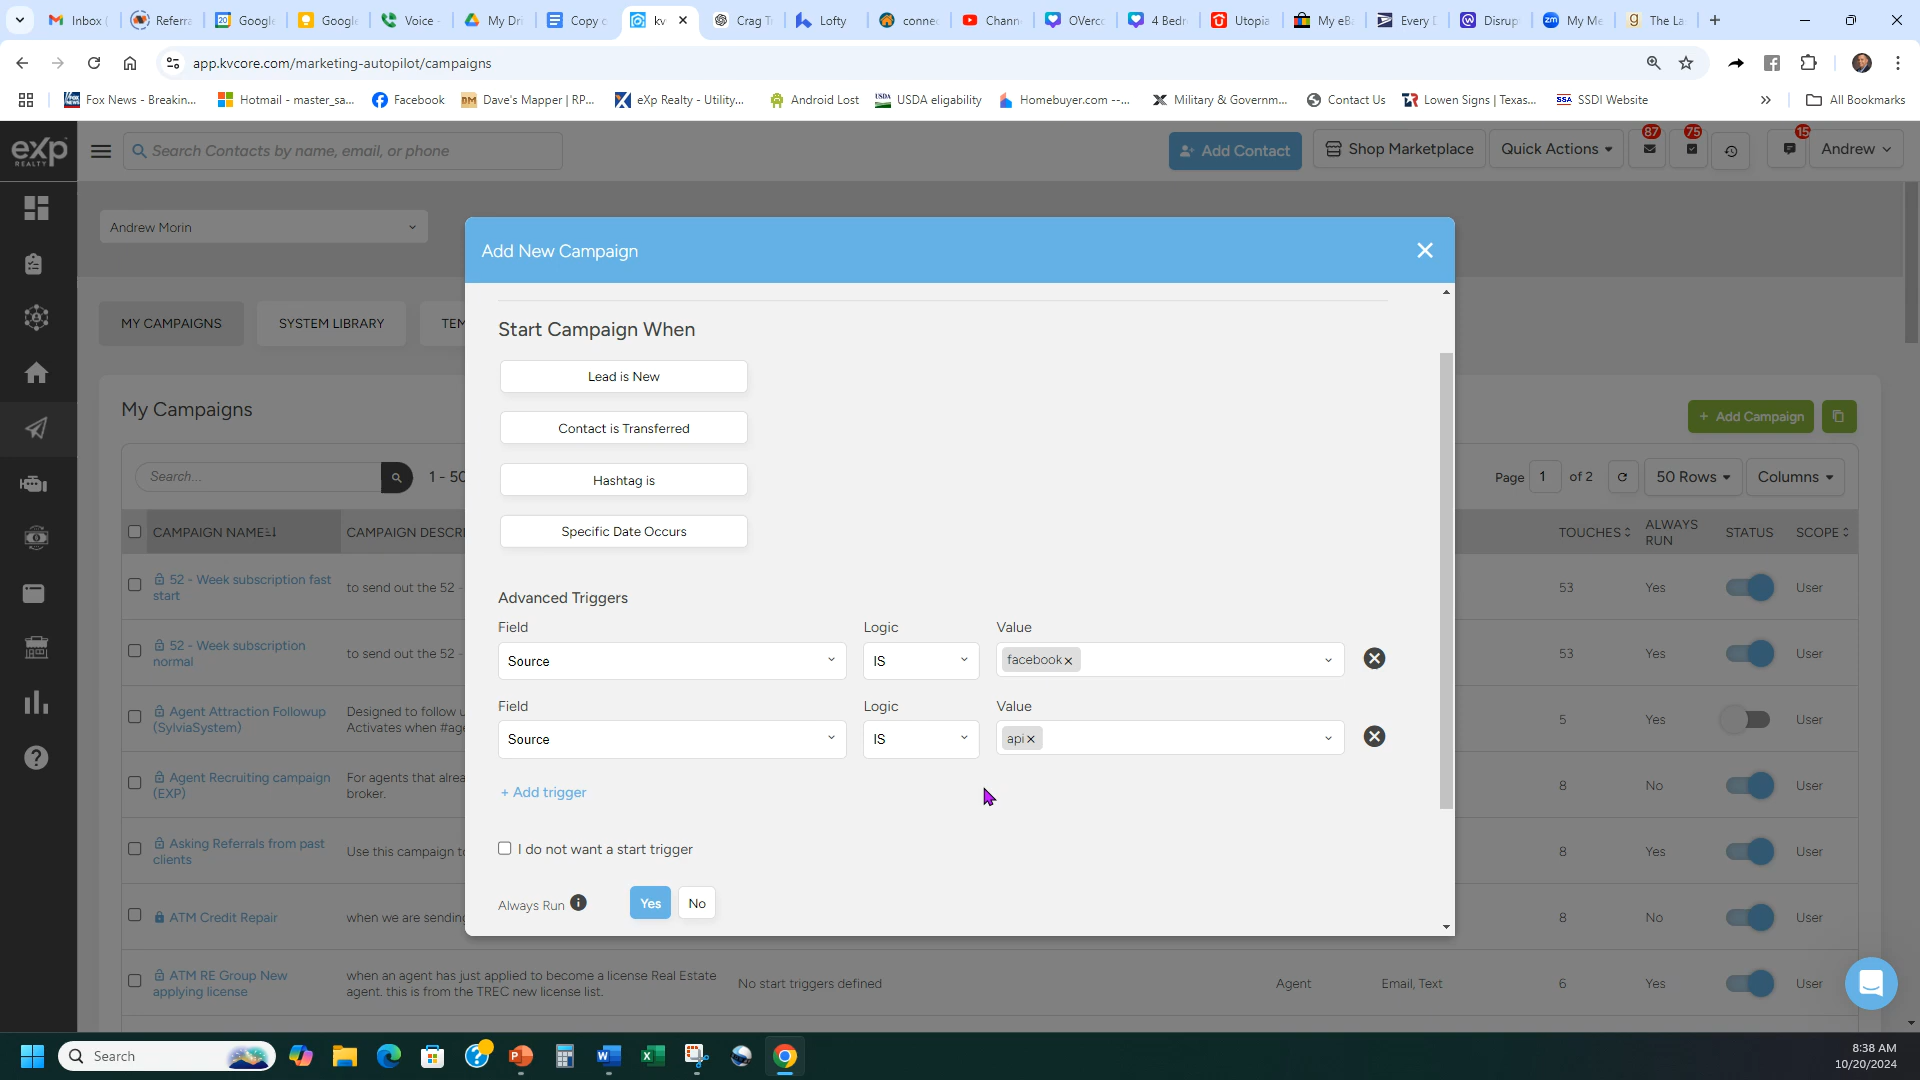 Inbox (
Referra
Google
Google
Voice -
My Dri
Copy o
kv
Crag T
Lofty
connec
Chann
OVerco
4 Bedr
Utopia
My eB
Every D
Disrup
My Me
The La
app.kvcore.com/marketing-autopilot/campaigns
Fox News - Breakin...
Hotmail - master_sa...
Facebook
Dave's Mapper | RP...
eXp Realty - Utility...
Android Lost
USDA eligability
Homebuyer.com --...
Military & Governm...
Contact Us
Lowen Signs | Texas...
SSDI Website
»
All Bookmarks
eXp REALTY
Search Contacts by name, email, or phone
Add Contact
Shop Marketplace
Quick Actions
87
75
15
Andrew
Andrew Morin
MY CAMPAIGNS
SYSTEM LIBRARY
TEM
Add New Campaign
Start Campaign When
Lead is New
Contact is Transferred
Hashtag is
Specific Date Occurs
Advanced Triggers
Field Logic Value
Source IS facebook ×
Field Logic Value
Source IS api ×
+ Add trigger
I do not want a start trigger
Always Run Yes No
My Campaigns
+ Add Campaign
Search...
1 - 50
Page 1 of 2
50 Rows
Columns
CAMPAIGN NAME
CAMPAIGN DESCRI
TOUCHES
ALWAYS RUN
STATUS
SCOPE
52 - Week subscription fast start
to send out the 52 -
53 Yes User
52 - Week subscription normal
to send out the 52 -
53 Yes User
Agent Attraction Followup (SylviaSystem)
Designed to follow u
Activates when #age
5 Yes User
Agent Recruiting campaign (EXP)
For agents that alrea
broker.
8 No User
Asking Referrals from past clients
Use this campaign to
8 Yes User
ATM Credit Repair
when we are sending
8 No User
ATM RE Group New applying license
when an agent has just applied to become a license Real Estate
agent. this is from the TREC new license list.
No start triggers defined
Agent
Email, Text
6 Yes User
Search
8:38 AM
10/20/2024